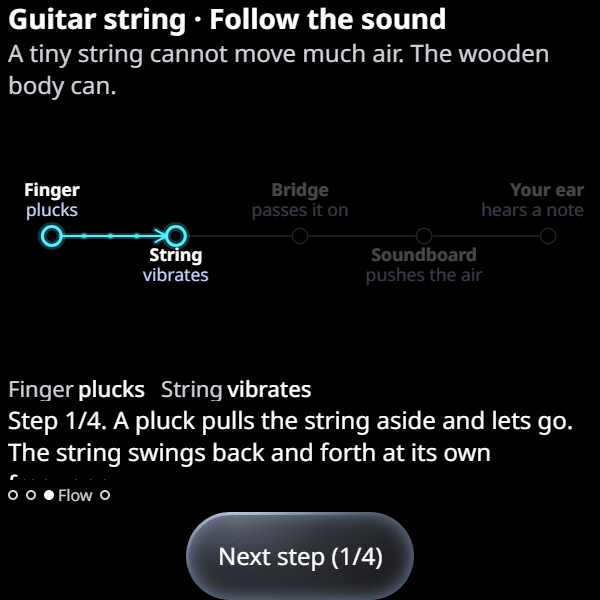 Guitar string · Follow the sound
A tiny string cannot move much air. The wooden
body can.
Finger
plucks
String
vibrates
Bridge
passes it on
Soundboard
pushes the air
Your ear
hears a note
Finger plucks String vibrates
Step 1/4. A pluck pulls the string aside and lets go.
The string swings back and forth at its own
Flow
Next step (1/4)